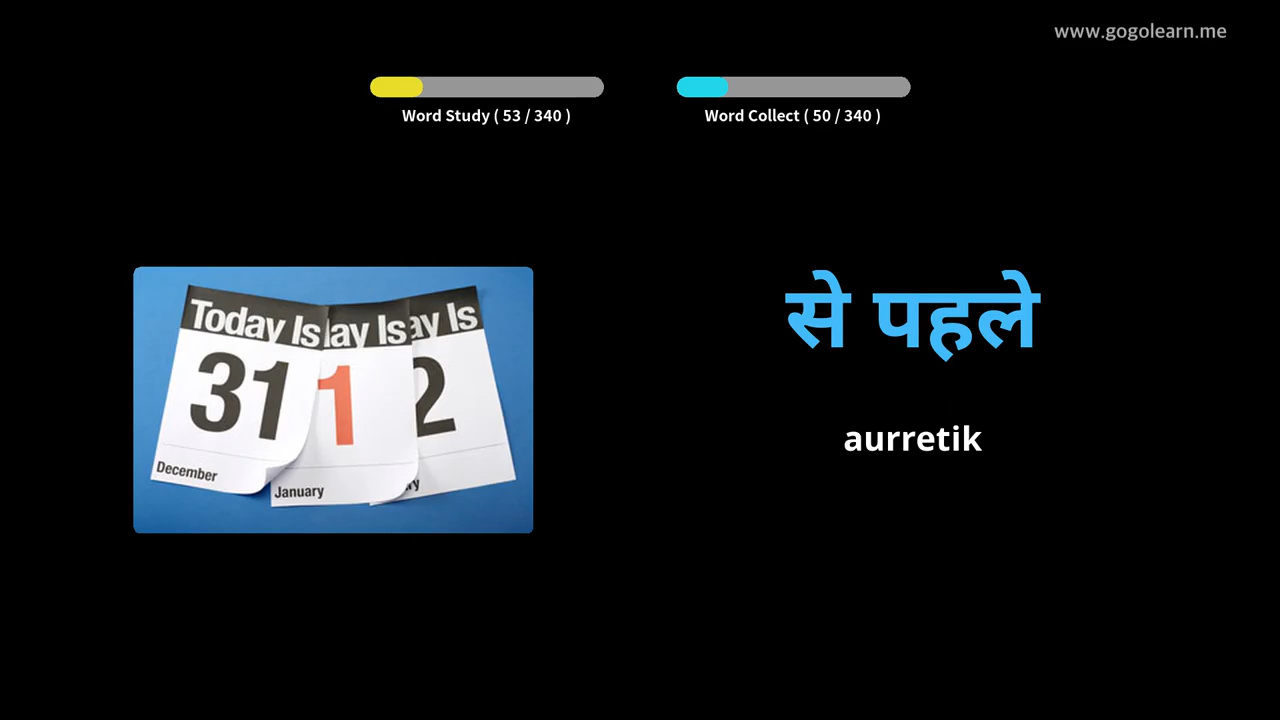 www.gogolearn.me
Word Study ( 53 / 340 )
Word Collect ( 50 / 340 )
Today Is
lay Is
ay Is
31
1
2
December
January
ry
से पहले
aurretik